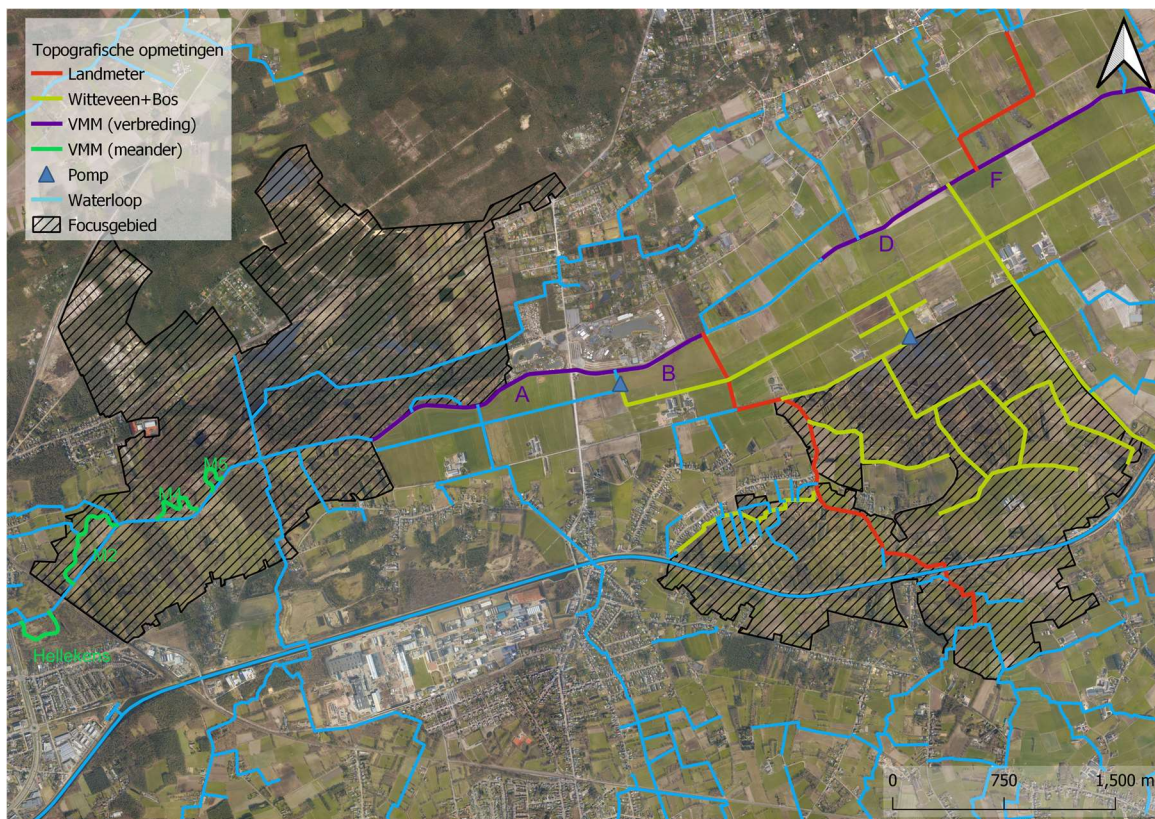 Topografische opmetingen
Landmeter
Witteveen+Bos
VMM (verbreding)
VMM (meander)
Pomp
Waterloop
Focusgebied
F
D
B
A
M5
M4
M2
Hellekens
0 750 1,500 m